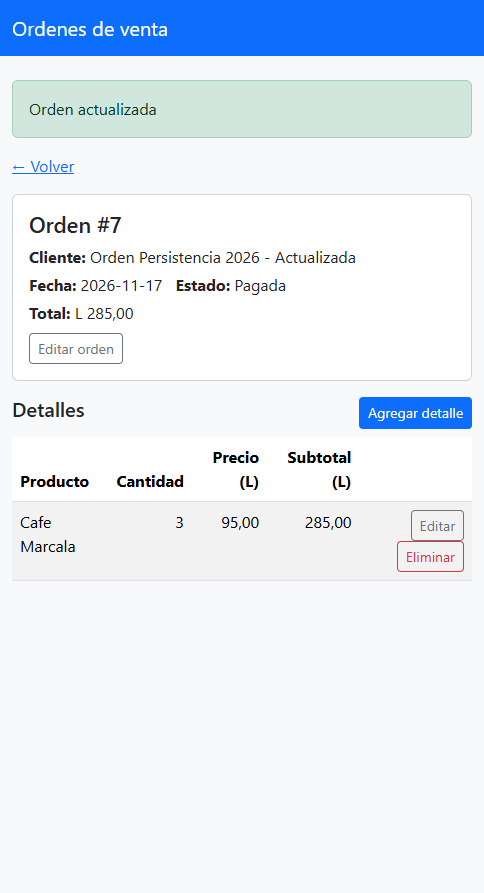 Ordenes de venta
Orden actualizada
← Volver
Orden #7
Cliente: Orden Persistencia 2026 - Actualizada
Fecha: 2026-11-17 Estado: Pagada
Total: L 285,00
Editar orden
Detalles
Agregar detalle
Producto Cantidad Precio (L) Subtotal (L)
Cafe Marcala 3 95,00 285,00 Editar
Eliminar